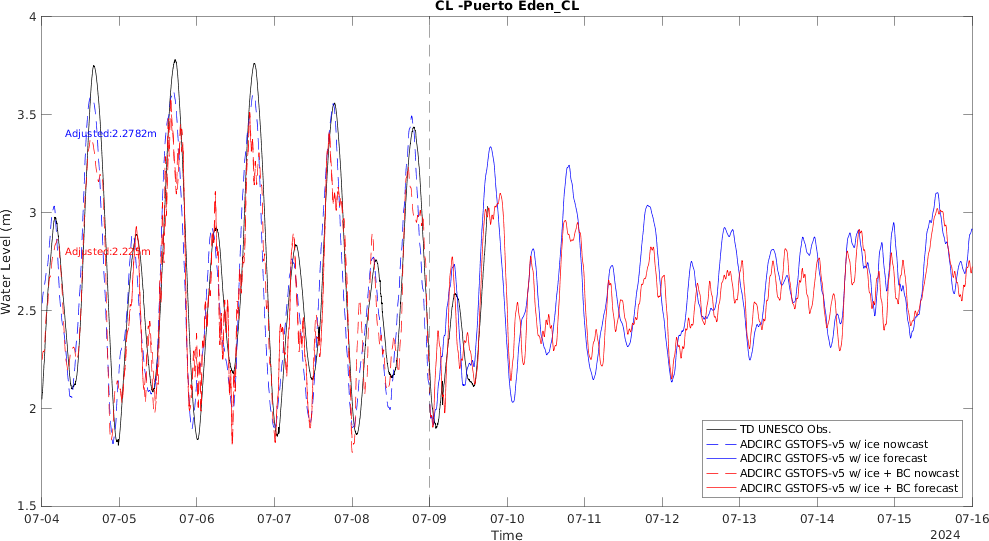 CL -Puerto Eden_CL
4
3.5
3
2.5
2
1.5
Water Level (m)
Adjusted:2.2782m
Adjusted:2.225m
TD UNESCO Obs.
ADCIRC GSTOFS-v5 w/ ice nowcast
ADCIRC GSTOFS-v5 w/ ice forecast
ADCIRC GSTOFS-v5 w/ ice + BC nowcast
ADCIRC GSTOFS-v5 w/ ice + BC forecast
07-04 07-05 07-06 07-07 07-08 07-09 07-10 07-11 07-12 07-13 07-14 07-15 07-16
Time
2024